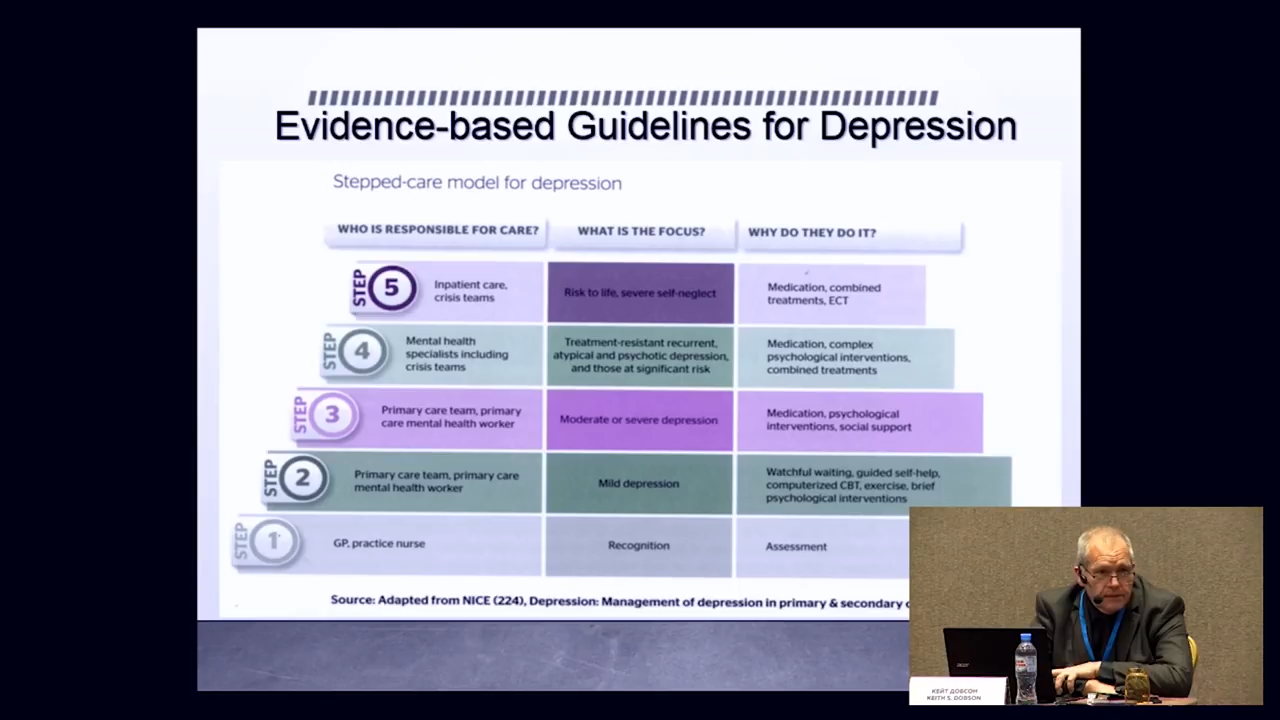 Evidence-based Guidelines for Depression
Stepped-care model for depression
WHO IS RESPONSIBLE FOR CARE?
WHAT IS THE FOCUS?
WHY DO THEY DO IT?
STEP 5
Inpatient care,
crisis teams
Risk to life, severe self-neglect
Medication, combined
treatments, ECT
STEP 4
Mental health
specialists including
crisis teams
Treatment-resistant recurrent,
atypical and psychotic depression,
and those at significant risk
Medication, complex
psychological interventions,
combined treatments
STEP 3
Primary care team, primary
care mental health worker
Moderate or severe depression
Medication, psychological
interventions, social support
STEP 2
Primary care team, primary care
mental health worker
Mild depression
Watchful waiting, guided self-help,
computerized CBT, exercise, brief
psychological interventions
STEP 1
GP, practice nurse
Recognition
Assessment
Source: Adapted from NICE (224), Depression: Management of depression in primary & secondary
acer
КЕЙТ ДОБСОН
KEITH S. DOBSON